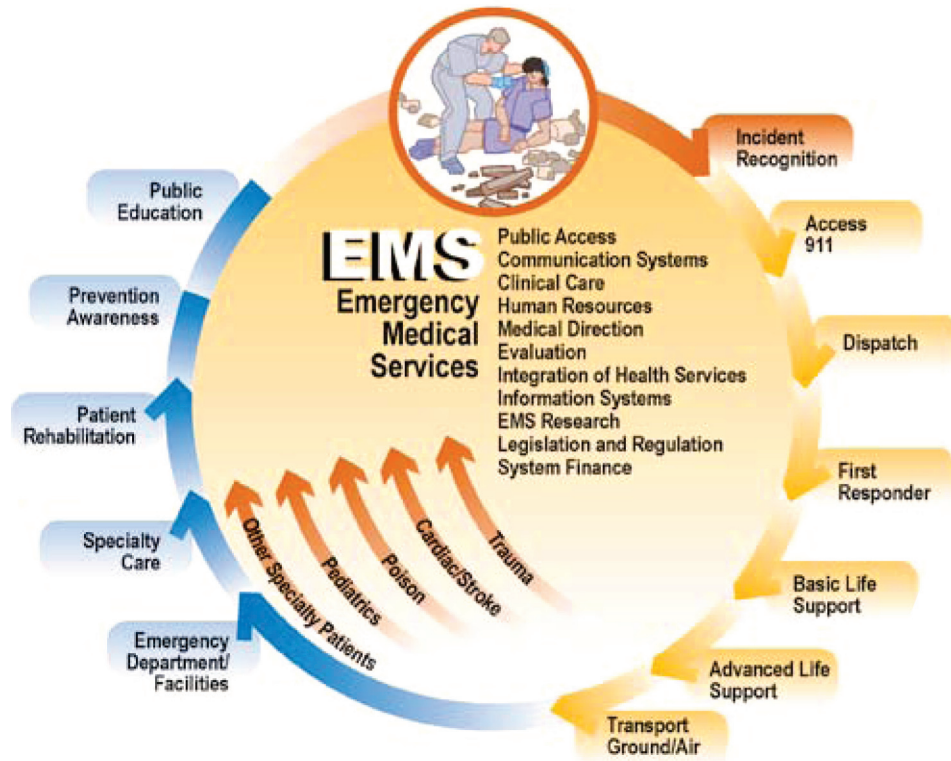 Incident
Recognition
Access
911
Dispatch
First
Responder
Basic Life
Support
Advanced Life
Support
Transport
Ground/Air
Emergency
Department/
Facilities
Specialty
Care
Patient
Rehabilitation
Prevention
Awareness
Public
Education
EMS
Emergency
Medical
Services
Public Access
Communication Systems
Clinical Care
Human Resources
Medical Direction
Evaluation
Integration of Health Services
Information Systems
EMS Research
Legislation and Regulation
System Finance
Other Specialty Patients
Padiatrics
Poison
Cardiac/Stroke
Trauma